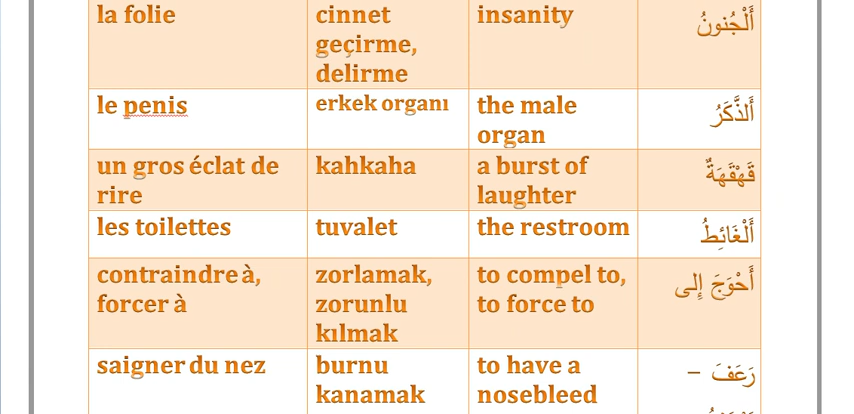 la folie
cinnet
geçirme,
delirme
insanity
أَلْجُنونُ
le penis
erkek organı
the male
organ
أَلذَّكَرُ
un gros éclat de
rire
kahkaha
a burst of
laughter
قَهْقَهَةٌ
les toilettes
tuvalet
the restroom
أَلْغَائِطُ
contraindre à,
forcer à
zorlamak,
zorunlu
kılmak
to compel to,
to force to
أَحْوَجَ إِلى
saigner du nez
burnu
kanamak
to have a
nosebleed
رَعَفَ –